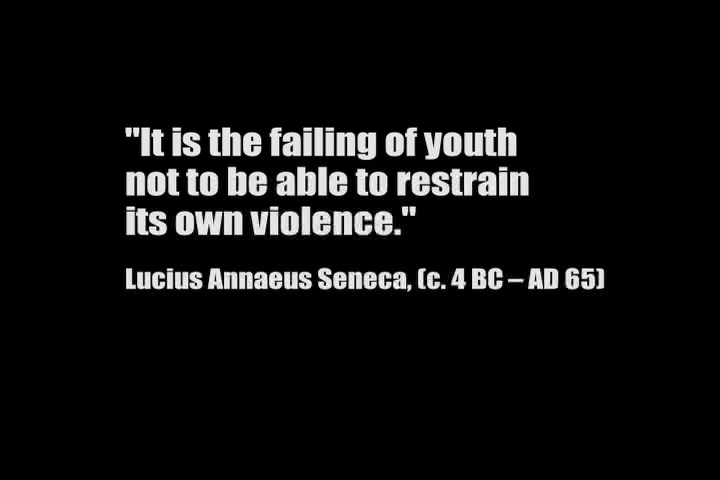 "It is the failing of youth
not to be able to restrain
its own violence."
Lucius Annaeus Seneca, (c. 4 BC – AD 65)